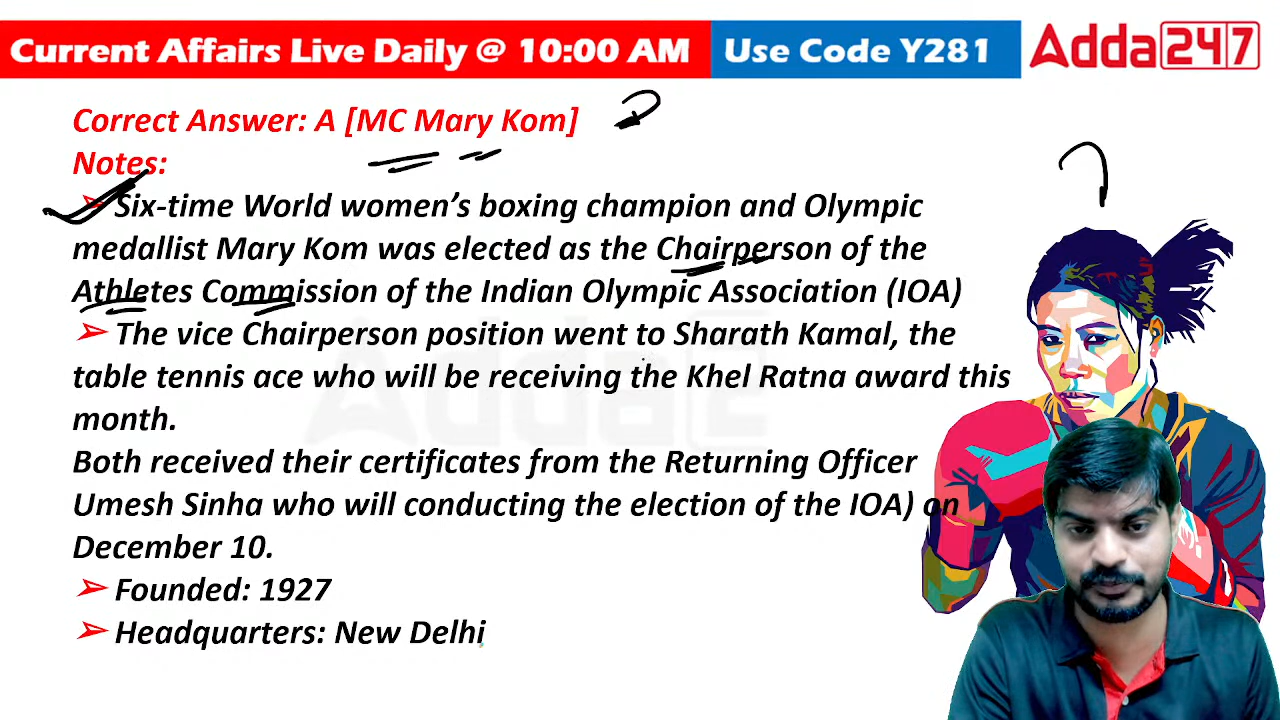 Current Affairs Live Daily @ 10:00 AM
Use Code Y281
Adda247
Correct Answer: A [MC Mary Kom]
Notes:
➢ Six-time World women's boxing champion and Olympic
medallist Mary Kom was elected as the Chairperson of the
Athletes Commission of the Indian Olympic Association (IOA)
➢ The vice Chairperson position went to Sharath Kamal, the
table tennis ace who will be receiving the Khel Ratna award this
month.
Both received their certificates from the Returning Officer
Umesh Sinha who will conducting the election of the IOA) on
December 10.
➢ Founded: 1927
➢ Headquarters: New Delhi